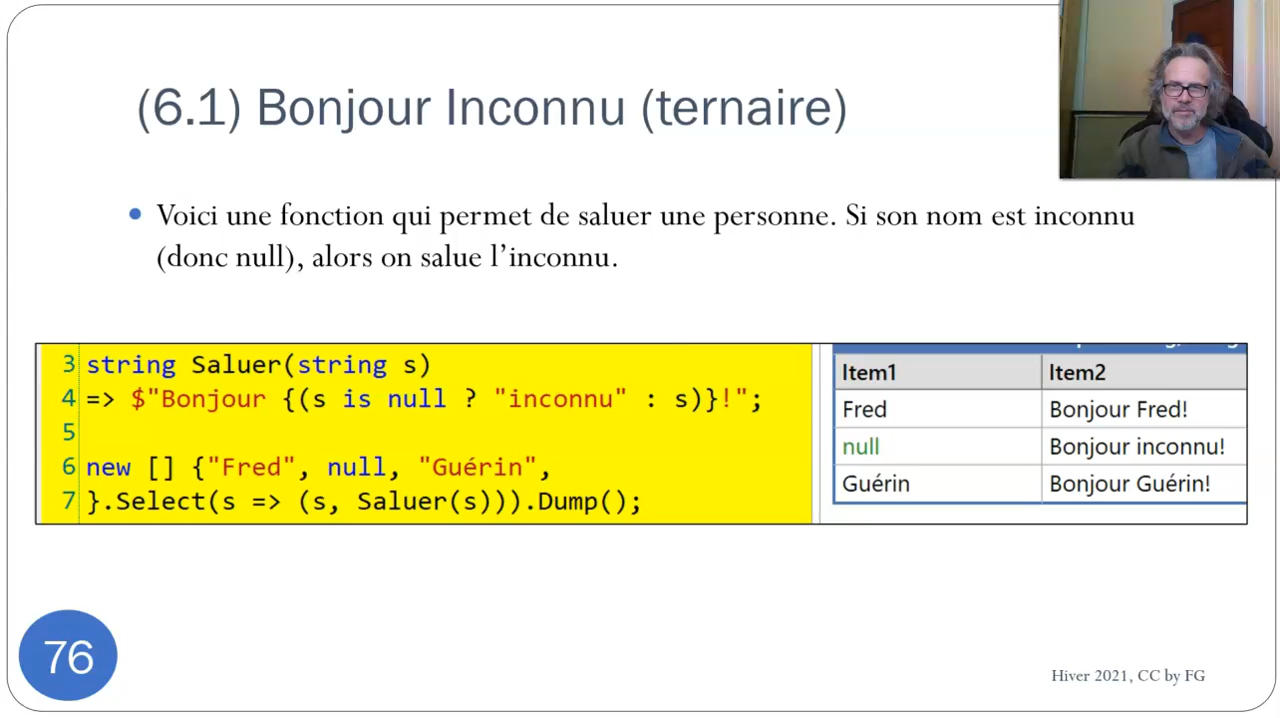 (6.1) Bonjour Inconnu (ternaire)
• Voici une fonction qui permet de saluer une personne. Si son nom est inconnu
(donc null), alors on salue l’inconnu.
3 string Saluer(string s)
4 => $"Bonjour {(s is null ? "inconnu" : s)}!";
5
6 new [] {"Fred", null, "Guérin",
7 }.Select(s => (s, Saluer(s))).Dump();
Item1 Item2
Fred Bonjour Fred!
null Bonjour inconnu!
Guérin Bonjour Guérin!
76
Hiver 2021, CC by FG